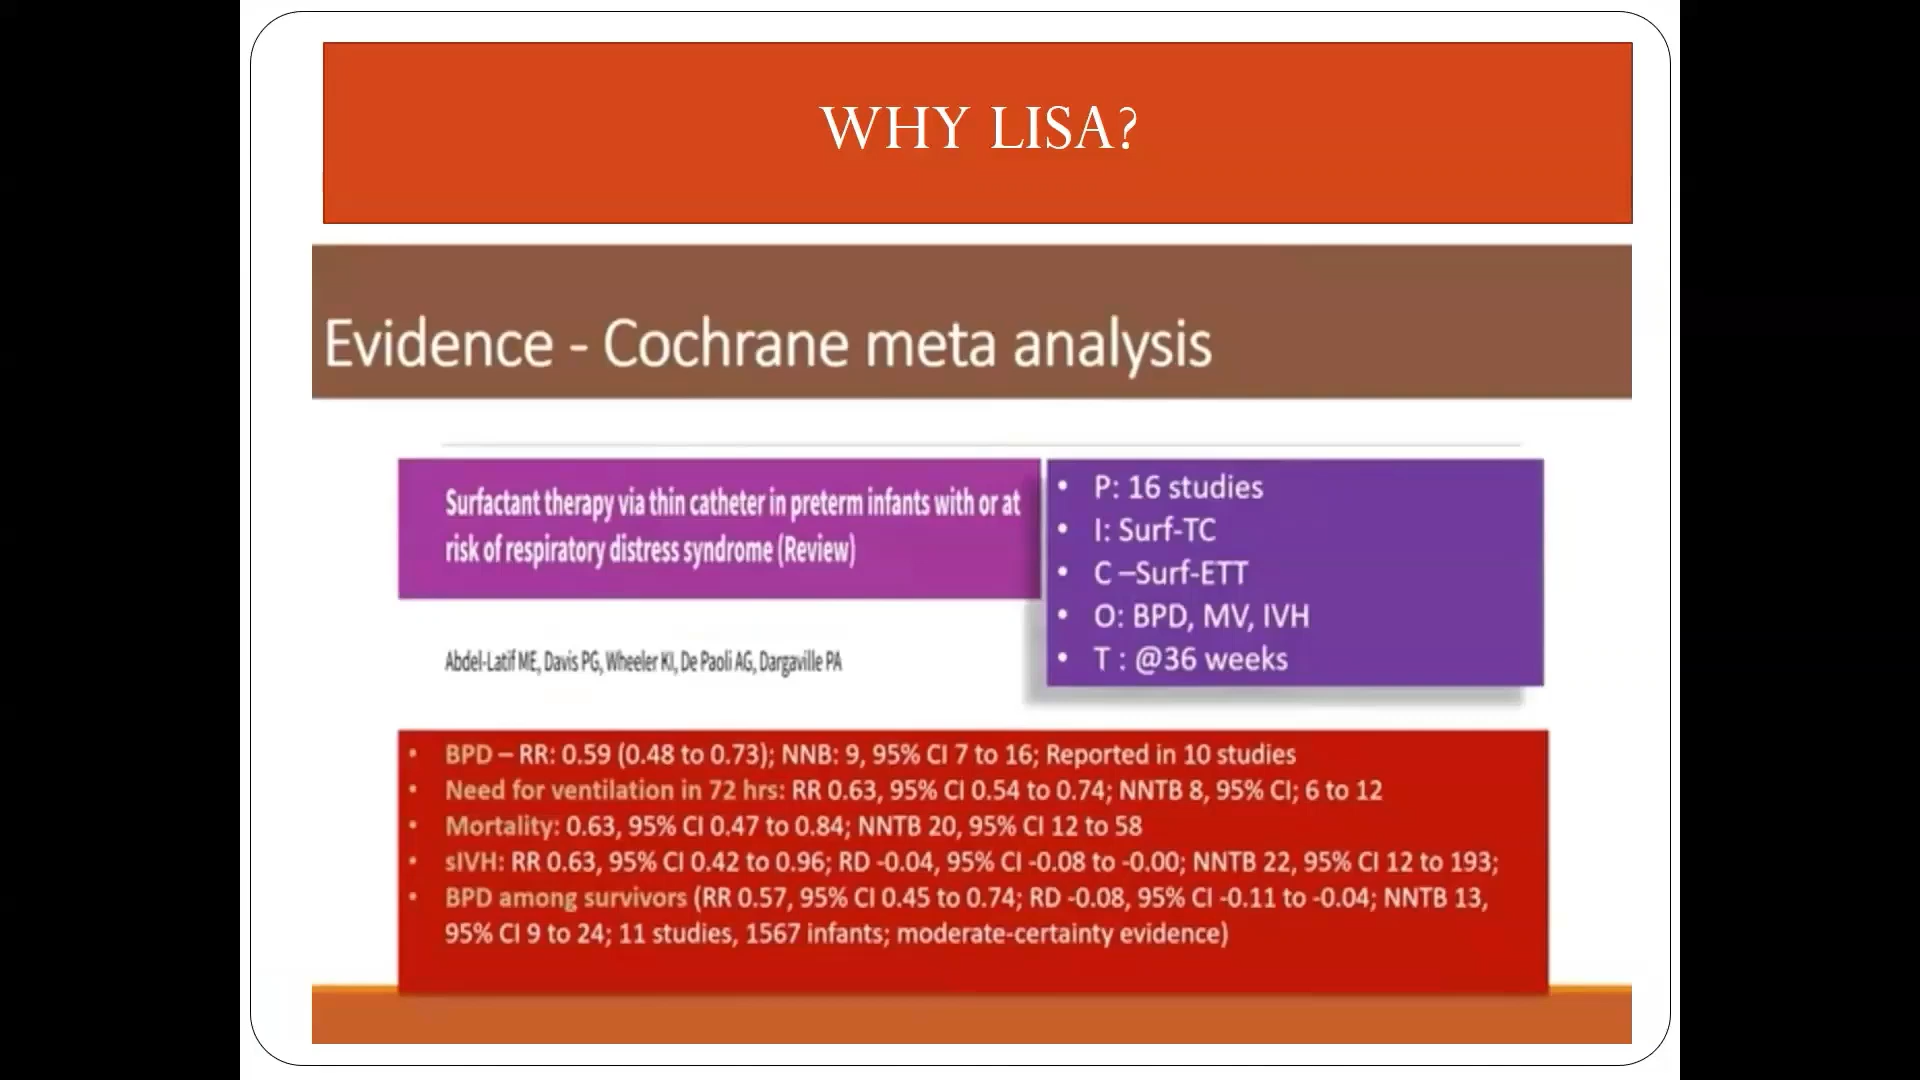 WHY LISA?
Evidence - Cochrane meta analysis
Surfactant therapy via thin catheter in preterm infants with or at
risk of respiratory distress syndrome (Review)
Abdel-Latif ME, Davis PG, Wheeler KI, De Paoli AG, Dargaville PA
• P: 16 studies
• I: Surf-TC
• C –Surf-ETT
• O: BPD, MV, IVH
• T : @36 weeks
• BPD – RR: 0.59 (0.48 to 0.73); NNB: 9, 95% CI 7 to 16; Reported in 10 studies
• Need for ventilation in 72 hrs: RR 0.63, 95% CI 0.54 to 0.74; NNTB 8, 95% CI; 6 to 12
• Mortality: 0.63, 95% CI 0.47 to 0.84; NNTB 20, 95% CI 12 to 58
• sIVH: RR 0.63, 95% CI 0.42 to 0.96; RD -0.04, 95% CI -0.08 to -0.00; NNTB 22, 95% CI 12 to 193;
• BPD among survivors (RR 0.57, 95% CI 0.45 to 0.74; RD -0.08, 95% CI -0.11 to -0.04; NNTB 13,
95% CI 9 to 24; 11 studies, 1567 infants; moderate-certainty evidence)